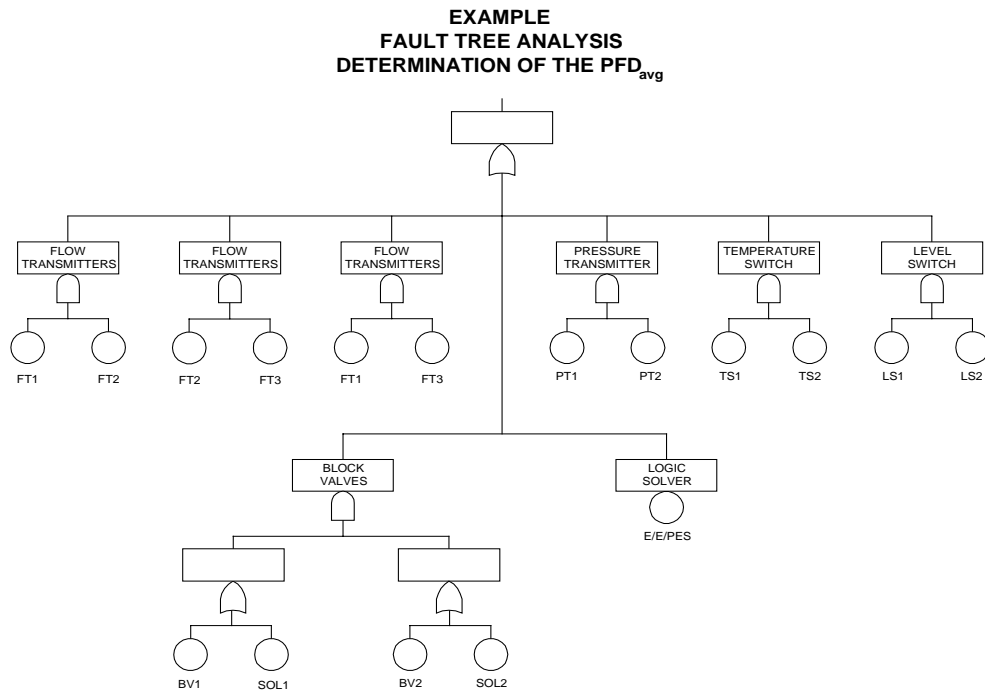 EXAMPLE
FAULT TREE ANALYSIS
DETERMINATION OF THE PFDavg
FLOW
TRANSMITTERS
FLOW
TRANSMITTERS
FLOW
TRANSMITTERS
PRESSURE
TRANSMITTER
TEMPERATURE
SWITCH
LEVEL
SWITCH
FT1
FT2
FT2
FT3
FT1
FT3
PT1
PT2
TS1
TS2
LS1
LS2
BLOCK
VALVES
LOGIC
SOLVER
E/E/PES
BV1
SOL1
BV2
SOL2